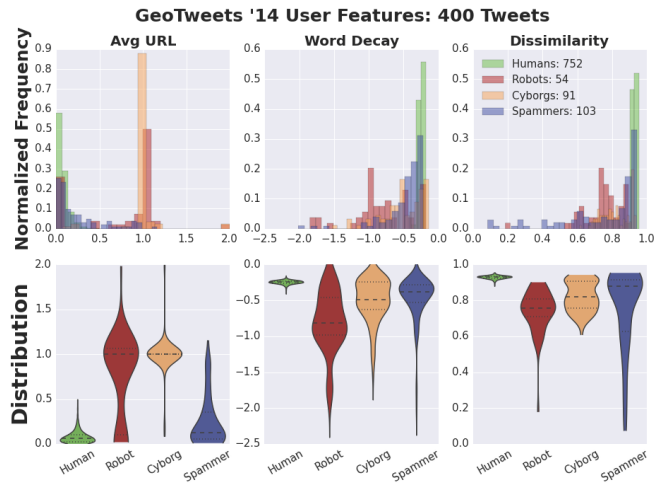 GeoTweets '14 User Features: 400 Tweets
Avg URL
Word Decay
Dissimilarity
Normalized Frequency
0.9
0.8
0.7
0.6
0.5
0.4
0.3
0.2
0.1
0.0
0.0 0.5 1.0 1.5 2.0
0.6
0.5
0.4
0.3
0.2
0.1
0.0
−2.5 −2.0 −1.5 −1.0 −0.5 0.0
0.6
0.5
0.4
0.3
0.2
0.1
0.0
0.0 0.2 0.4 0.6 0.8 1.0
Humans: 752
Robots: 54
Cyborgs: 91
Spammers: 103
Distribution
2.0
1.5
1.0
0.5
0.0
Human Robot Cyborg Spammer
0.0
−0.5
−1.0
−1.5
−2.0
−2.5
Human Robot Cyborg Spammer
1.0
0.8
0.6
0.4
0.2
0.0
Human Robot Cyborg Spammer